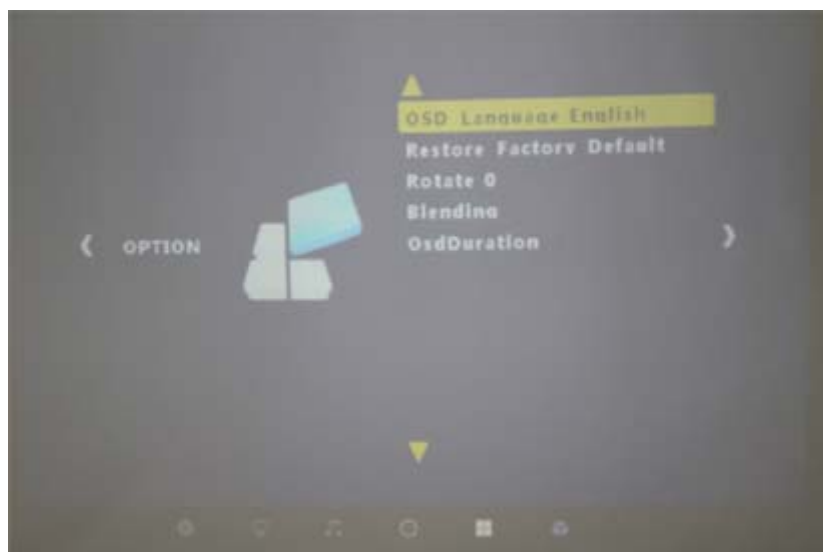 OSD Language English
Restore Factory Default
Rotate 0
Blending
OPTION
OsdDuration